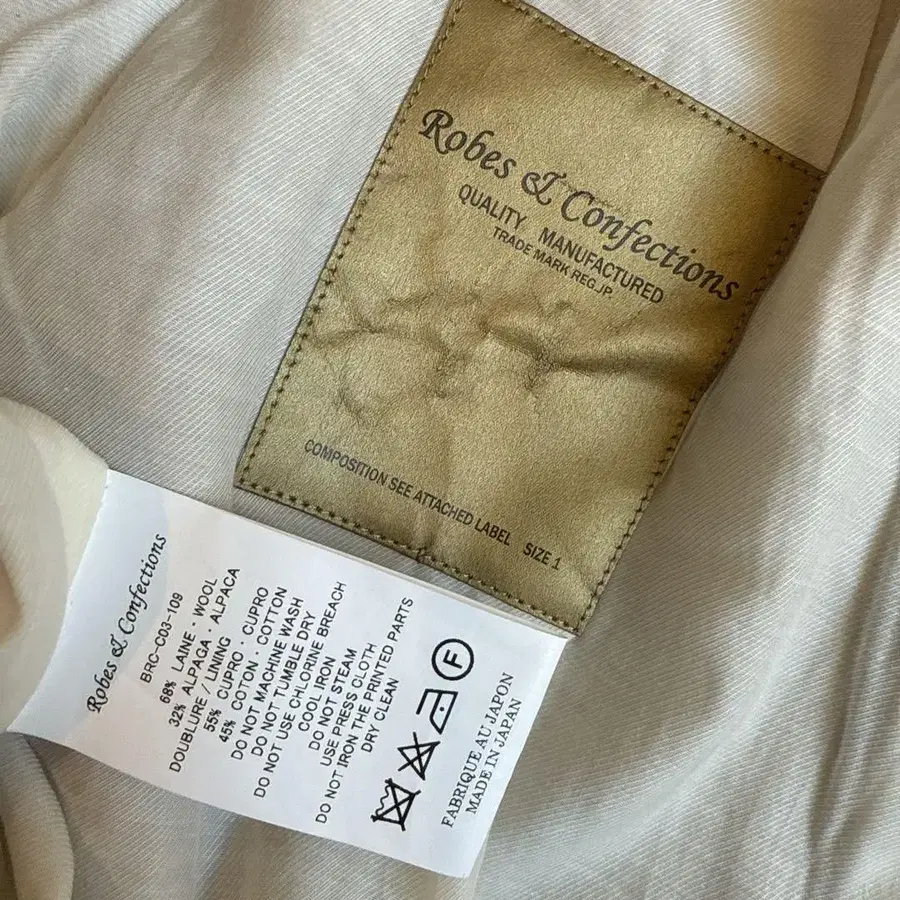 Robes & Confections
QUALITY MANUFACTURED
TRADE MARK REG.JP
COMPOSITION SEE ATTACHED LABEL SIZE 1
Robes & Confections
BRC-C03-109
68% LAINE · WOOL
32% ALPAGA · ALPACA
DOUBLURE / LINING
55% CUPRO · CUPRO
45% COTON · COTTON
DO NOT MACHINE WASH
DO NOT TUMBLE DRY
DO NOT USE CHLORINE BREACH
COOL IRON
DO NOT STEAM
USE PRESS CLOTH
DO NOT IRON THE PRINTED PARTS
DRY CLEAN
F
FABRIQUE AU JAPON
MADE IN JAPAN